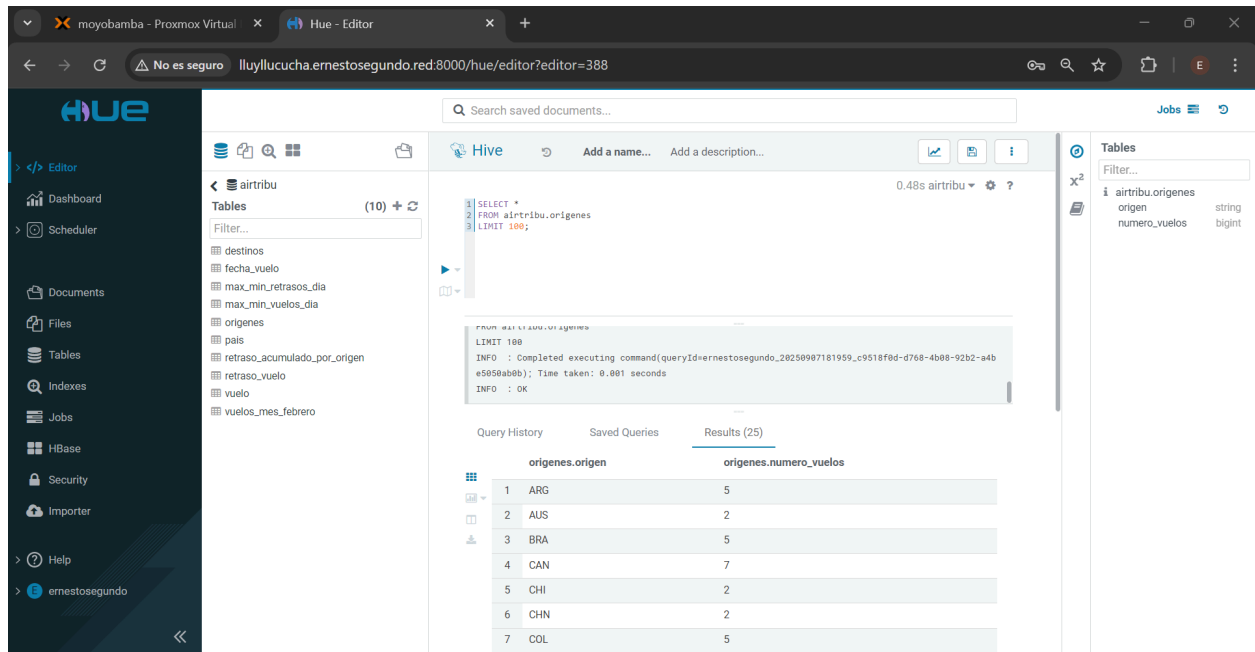 moyobamba - Proxmox Virtual
Hue - Editor
No es seguro lluyllucucha.ernestosegundo.red:8000/hue/editor?editor=388
E
HUE
Search saved documents...
Jobs
Editor
Dashboard
Scheduler
Documents
Files
Tables
Indexes
Jobs
HBase
Security
Importer
Help
E ernestosegundo
airtribu
Tables (10)
Filter...
destinos
fecha_vuelo
max_min_retrasos_dia
max_min_vuelos_dia
origenes
pais
retraso_acumulado_por_origen
retraso_vuelo
vuelo
vuelos_mes_febrero
Hive Add a name... Add a description...
0.48s airtribu ?
1 SELECT *
2 FROM airtribu.origenes
3 LIMIT 100;
FROM airtribu.origenes
LIMIT 100
INFO : Completed executing command(queryId=ernestosegundo_20250907181959_c9518f0d-d768-4b08-92b2-a4b
e5050ab0b); Time taken: 0.001 seconds
INFO : OK
Query History Saved Queries Results (25)
origenes.origen origenes.numero_vuelos
1 ARG 5
2 AUS 2
3 BRA 5
4 CAN 7
5 CHI 2
6 CHN 2
7 COL 5
x2
Tables
Filter...
airtribu.origenes
origen string
numero_vuelos bigint